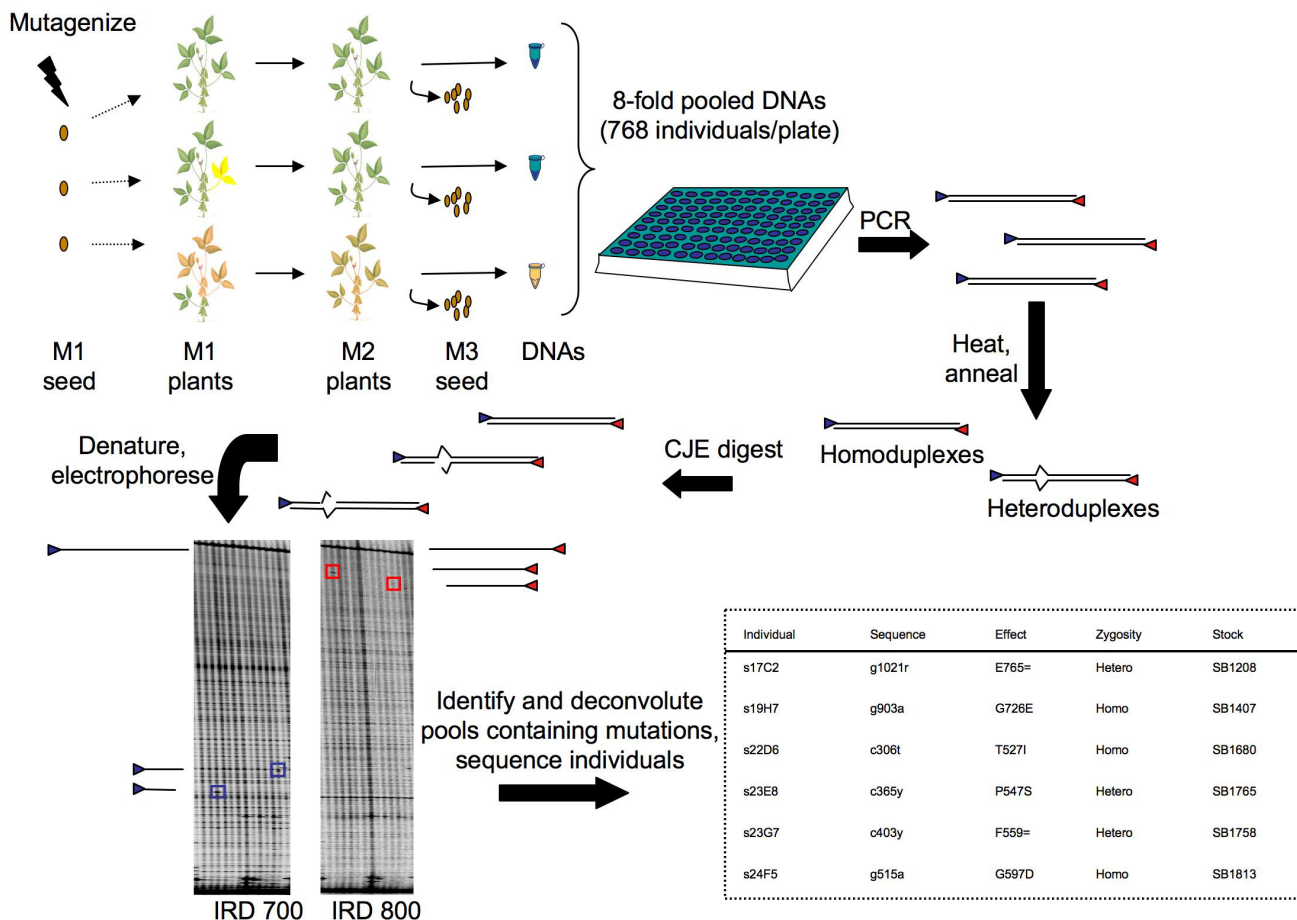 Mutagenize
8-fold pooled DNAs
(768 individuals/plate)
PCR
M1
seed
M1
plants
M2
plants
M3
seed
DNAs
Heat,
anneal
Homoduplexes
Heteroduplexes
CJE digest
Denature,
electrophorese
IRD 700
IRD 800
Identify and deconvolute
pools containing mutations,
sequence individuals
Individual Sequence Effect Zygosity Stock
s17C2 g1021r E765= Hetero SB1208
s19H7 g903a G726E Homo SB1407
s22D6 c306t T527I Homo SB1680
s23E8 c365y P547S Hetero SB1765
s23G7 c403y F559= Hetero SB1758
s24F5 g515a G597D Homo SB1813